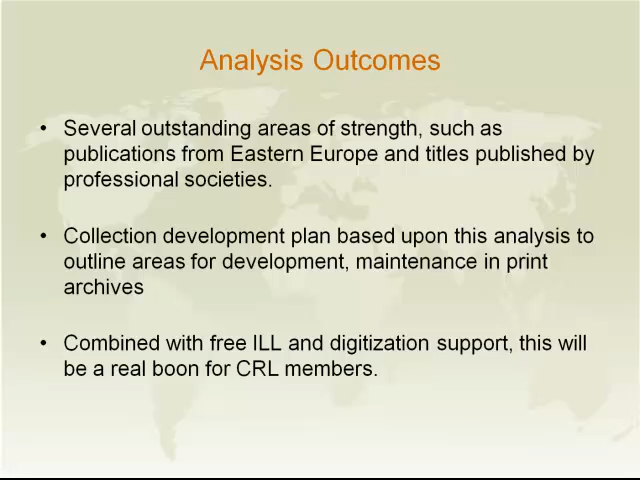 Analysis Outcomes
• Several outstanding areas of strength, such as
publications from Eastern Europe and titles published by
professional societies.
• Collection development plan based upon this analysis to
outline areas for development, maintenance in print
archives
• Combined with free ILL and digitization support, this will
be a real boon for CRL members.